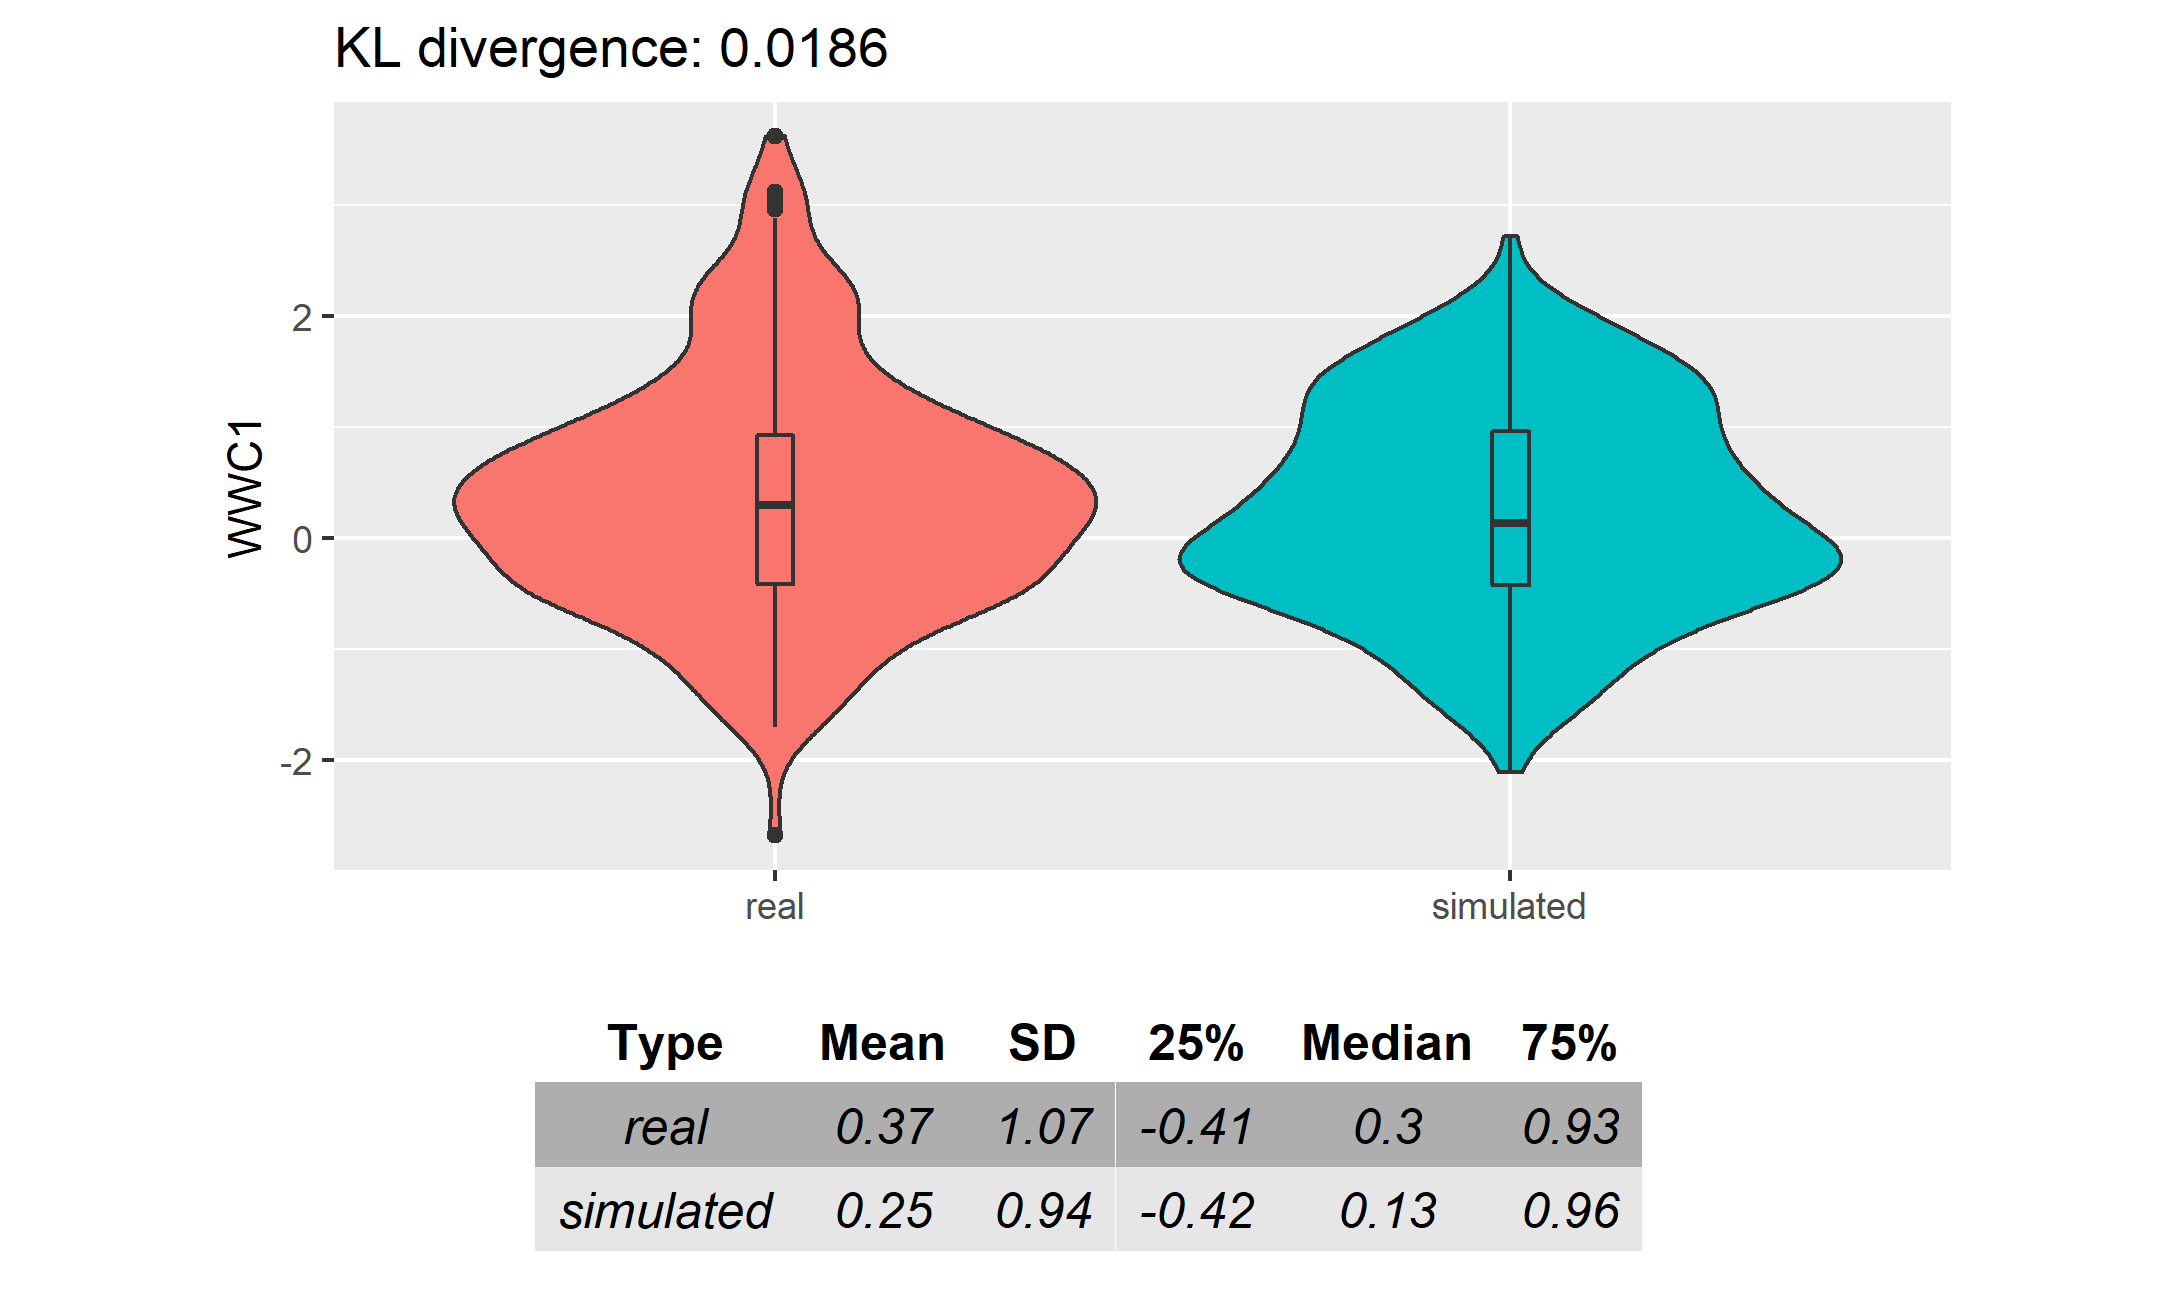 KL divergence: 0.0186
WWC1
2
0
-2
real simulated
Type Mean SD 25% Median 75%
real 0.37 1.07 -0.41 0.3 0.93
simulated 0.25 0.94 -0.42 0.13 0.96